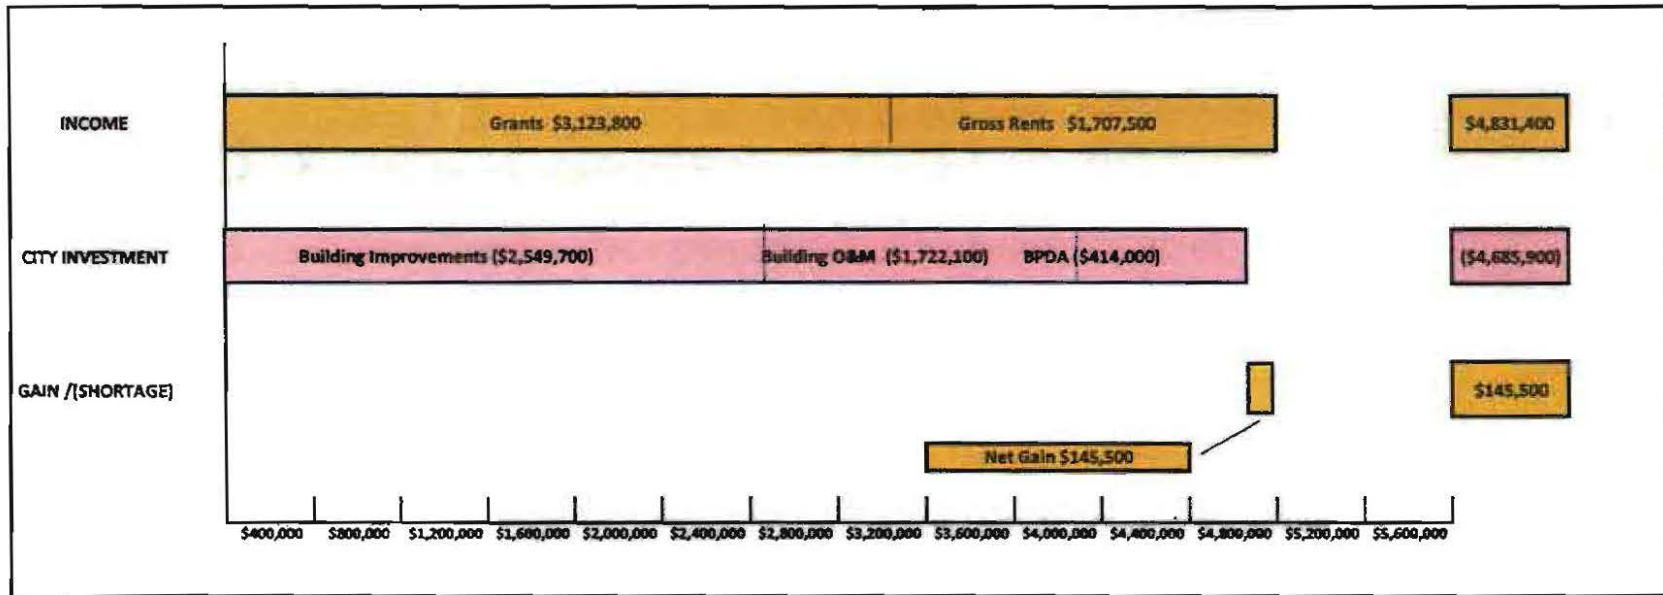 INCOME Grants $3,123,800 Gross Rents $1,707,500 $4,831,400
CITY INVESTMENT Building Improvements ($2,549,700) Building O&M ($1,722,100) BPDA ($414,000) ($4,685,900)
GAIN /(SHORTAGE) $145,500
Net Gain $145,500
$400,000 $800,000 $1,200,000 $1,600,000 $2,000,000 $2,400,000 $2,800,000 $3,200,000 $3,600,000 $4,000,000 $4,400,000 $4,800,000 $5,200,000 $5,600,000